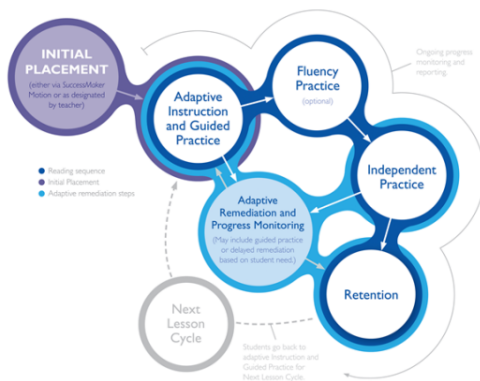 INITIAL
PLACEMENT
(either via SuccessMaker
Motion or as designated
by teacher)
Adaptive
Instruction
and Guided
Practice
Fluency
Practice
(optional)
Ongoing progress
monitoring and
reporting.
Independent
Practice
Reading sequence
Initial Placement
Adaptive remediation steps
Adaptive
Remediation and
Progress Monitoring
(May include guided practice
or delayed remediation
based on student need.)
Retention
Next
Lesson
Cycle
Students go back to
adaptive Instruction and
Guided Practice for
Next Lesson Cycle.